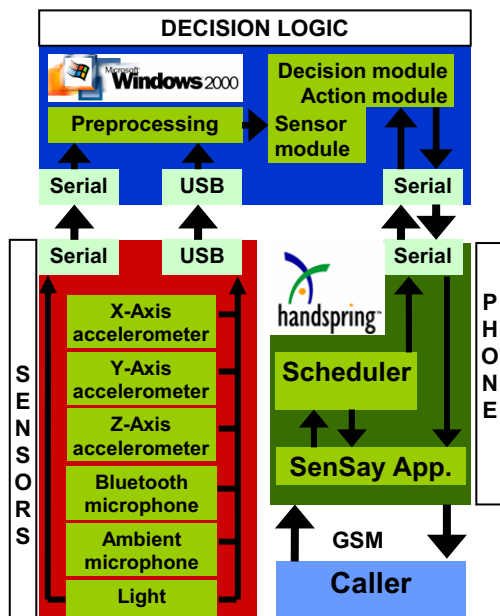 DECISION LOGIC
Microsoft
Windows 2000
Decision module
Action module
Preprocessing
Sensor
module
Serial
USB
Serial
Serial
USB
Serial
handspring™
X-Axis
accelerometer
Y-Axis
accelerometer
Z-Axis
accelerometer
Bluetooth
microphone
Ambient
microphone
Light
SENSORS
Scheduler
SenSay App.
PHONE
GSM
Caller